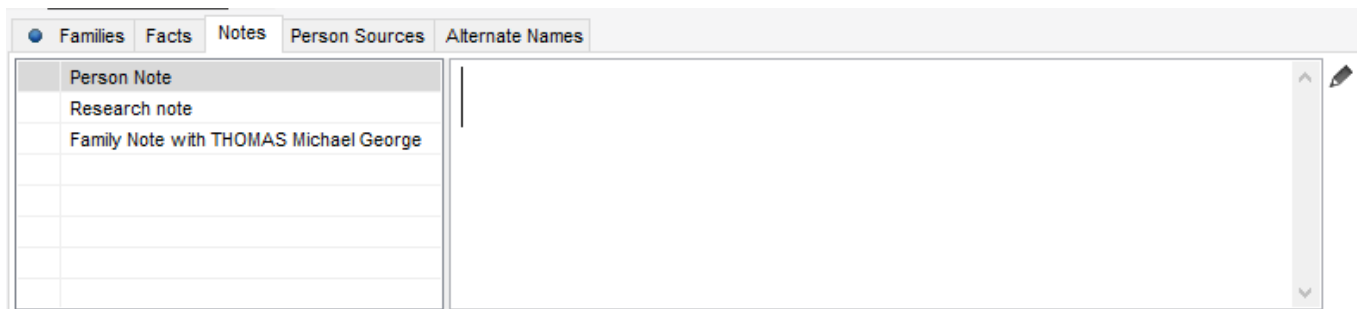 Families Facts Notes Person Sources Alternate Names
Person Note
Research note
Family Note with THOMAS Michael George